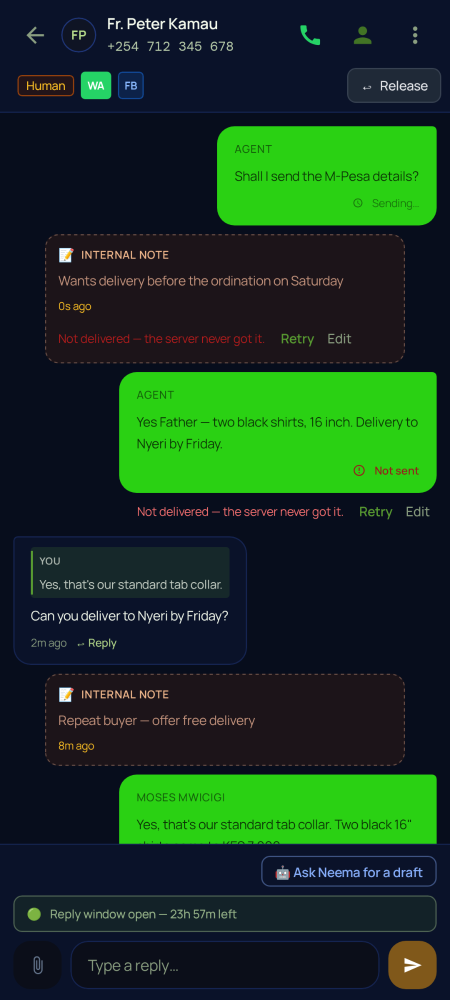 FP
Fr. Peter Kamau
+254 712 345 678
Human
WA
FB
Release
AGENT
Shall I send the M-Pesa details?
Sending…
INTERNAL NOTE
Wants delivery before the ordination on Saturday
0s ago
Not delivered — the server never got it. Retry Edit
AGENT
Yes Father — two black shirts, 16 inch. Delivery to
Nyeri by Friday.
Not sent
Not delivered — the server never got it. Retry Edit
YOU
Yes, that's our standard tab collar.
Can you deliver to Nyeri by Friday?
2m ago Reply
INTERNAL NOTE
Repeat buyer — offer free delivery
8m ago
MOSES MWICIGI
Yes, that's our standard tab collar. Two black 16"
Ask Neema for a draft
Reply window open — 23h 57m left
Type a reply…